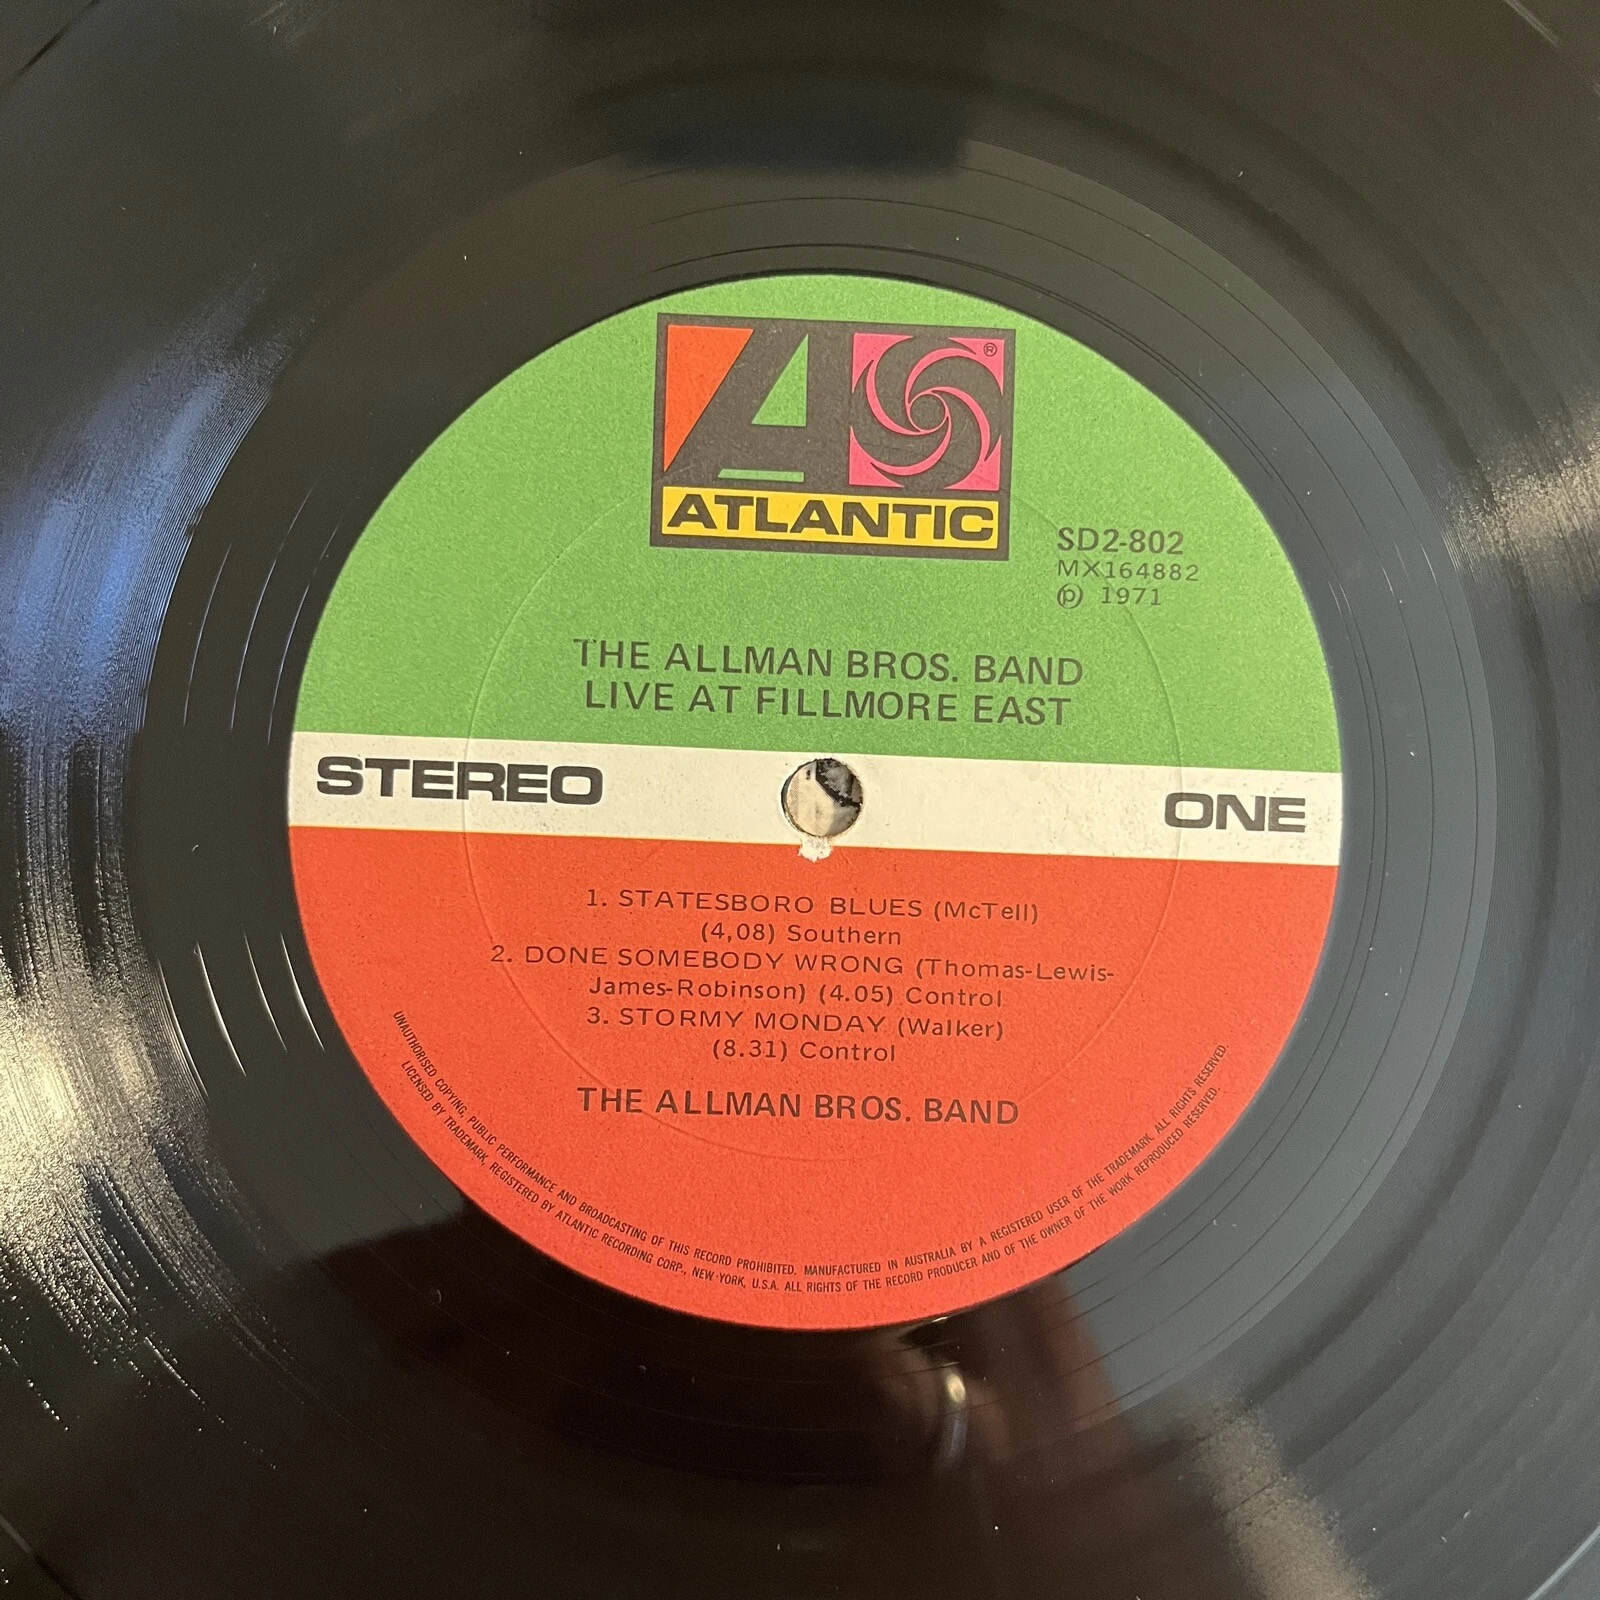 ATLANTIC
®
SD2-802
MX164882
℗ 1971
THE ALLMAN BROS. BAND
LIVE AT FILLMORE EAST
STEREO
ONE
1. STATESBORO BLUES (McTell)
(4,08) Southern
2. DONE SOMEBODY WRONG (Thomas-Lewis-
James-Robinson) (4.05) Control
3. STORMY MONDAY (Walker)
(8.31) Control
THE ALLMAN BROS. BAND
UNAUTHORISED COPYING, PUBLIC PERFORMANCE AND BROADCASTING OF THIS RECORD PROHIBITED. MANUFACTURED IN AUSTRALIA BY A REGISTERED USER OF THE TRADEMARK. ALL RIGHTS RESERVED.
LICENSED BY TRADEMARK, REGISTERED BY ATLANTIC RECORDING CORP., NEW YORK, U.S.A. ALL RIGHTS OF THE RECORD PRODUCER AND OF THE OWNER OF THE WORK REPRODUCED RESERVED.